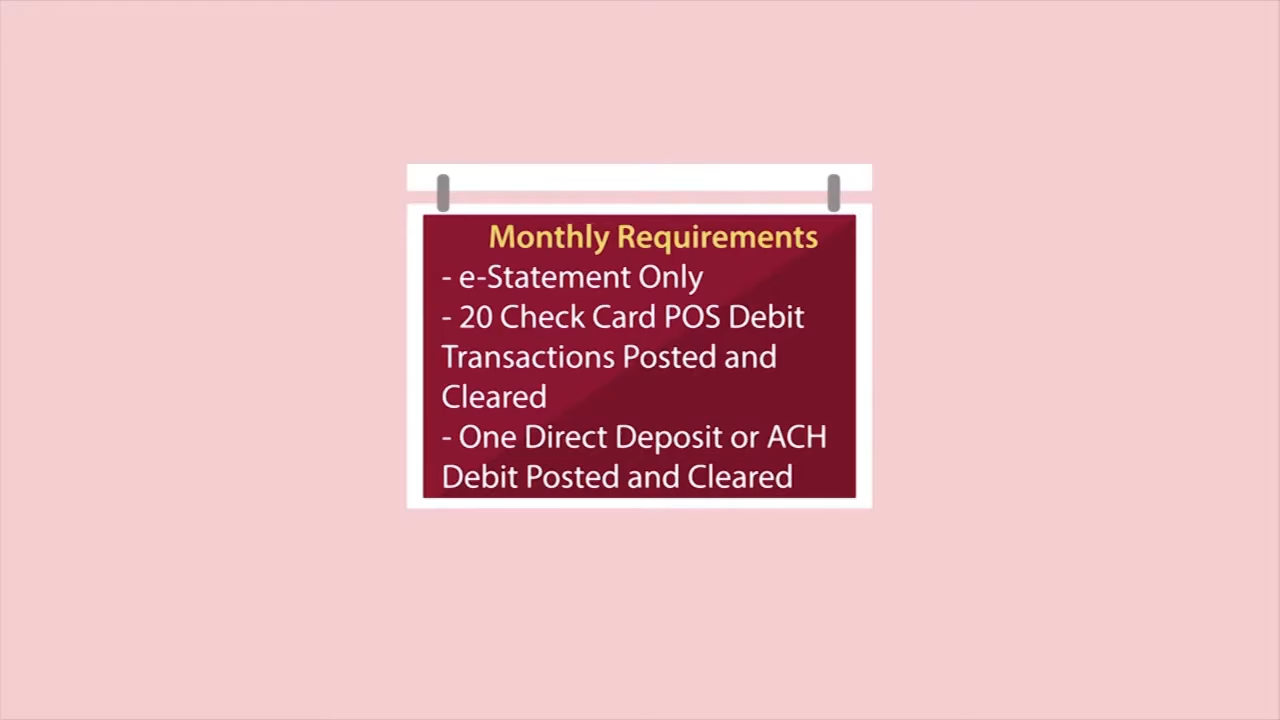 Monthly Requirements
- e-Statement Only
- 20 Check Card POS Debit
Transactions Posted and
Cleared
- One Direct Deposit or ACH
Debit Posted and Cleared